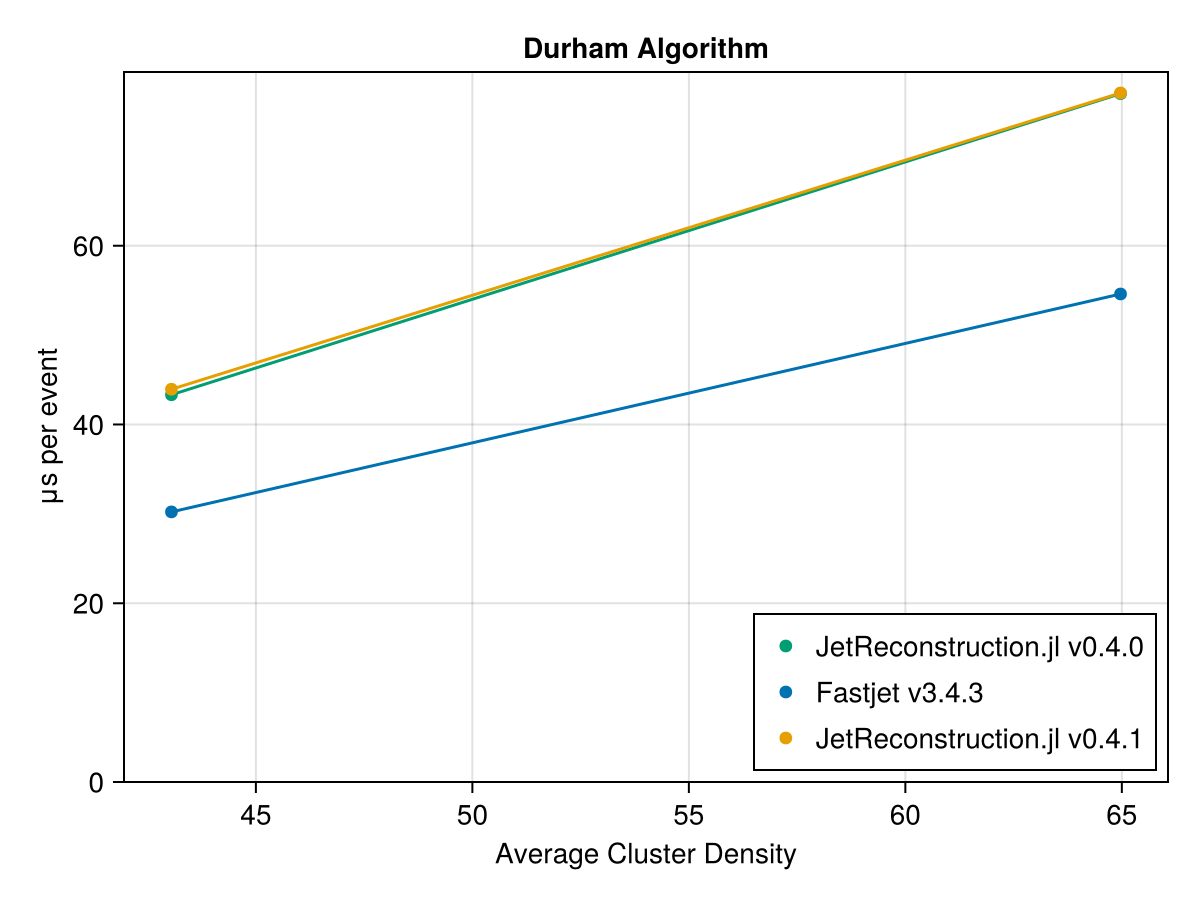 Durham Algorithm
60
40
20
0
µs per event
45 50 55 60 65
Average Cluster Density
JetReconstruction.jl v0.4.0
Fastjet v3.4.3
JetReconstruction.jl v0.4.1